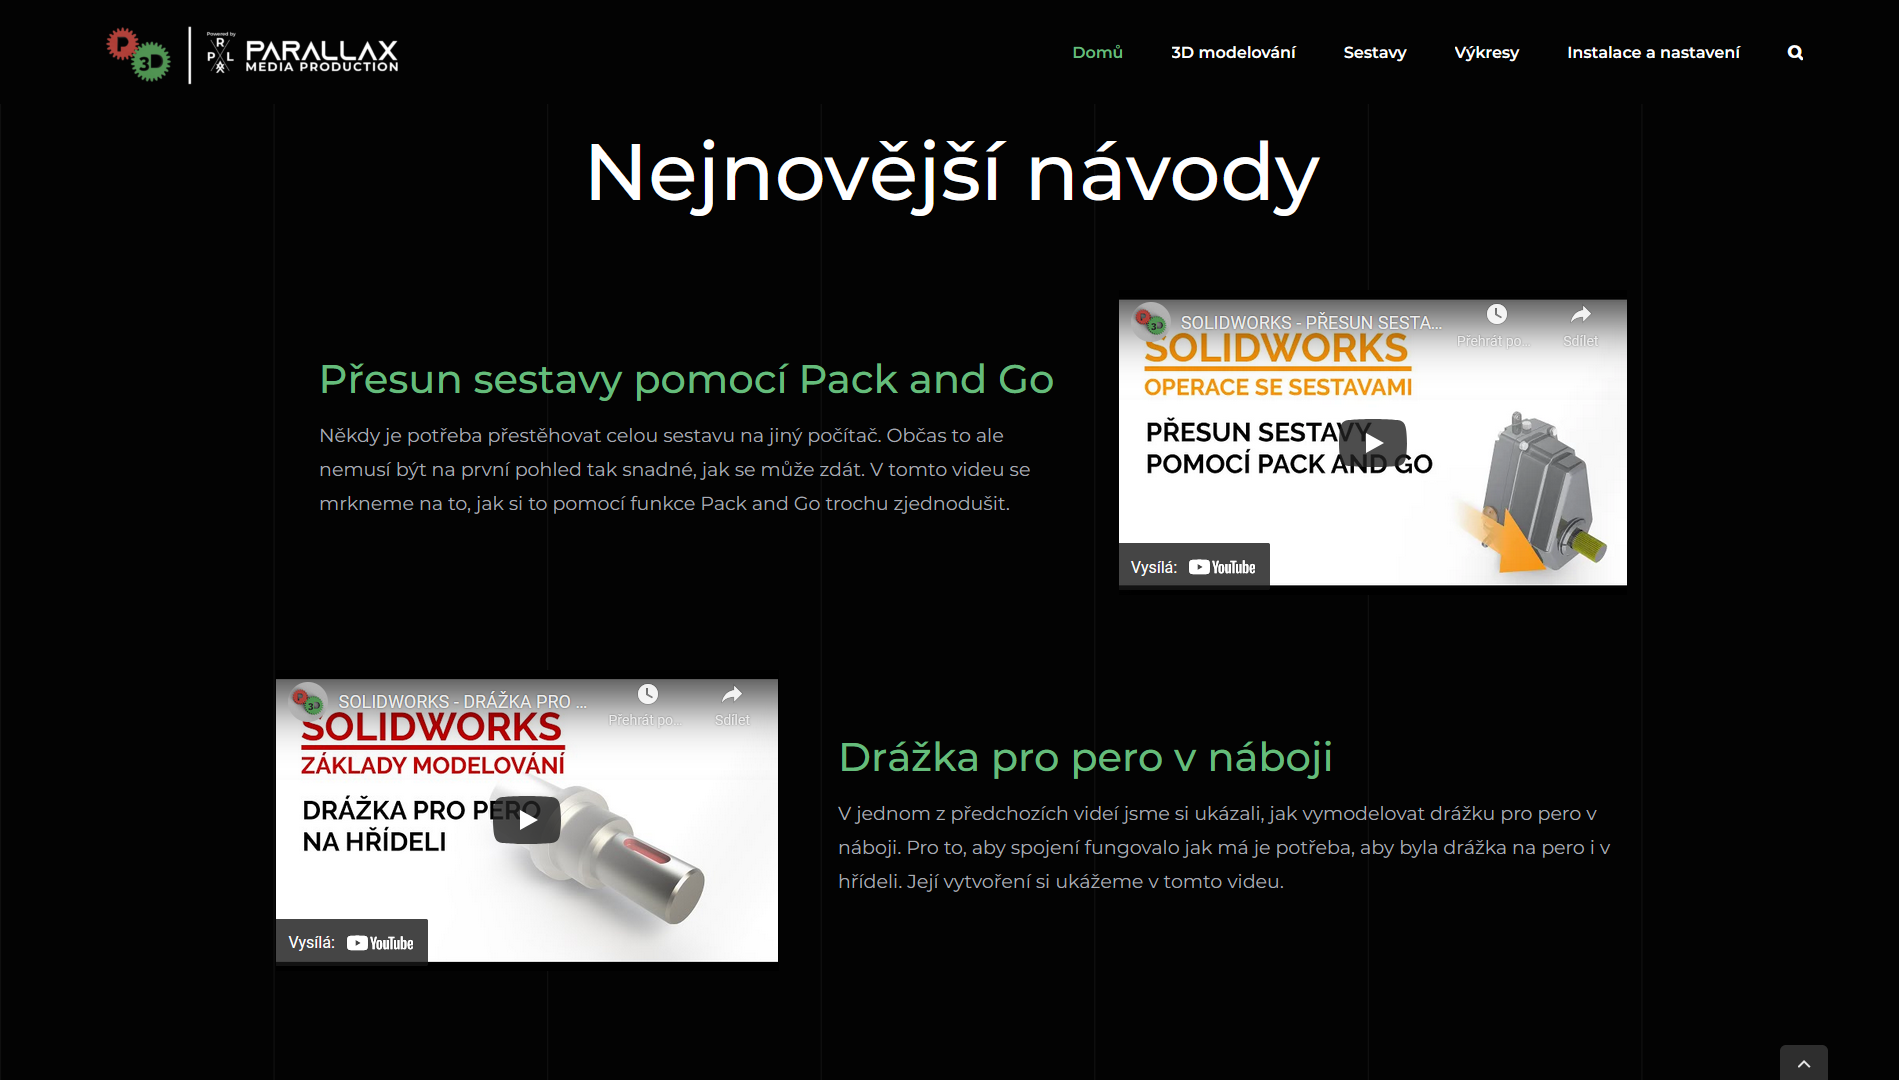 P 3D
Powered by
R
P L
X
PARALLAX
MEDIA PRODUCTION
Domů
3D modelování
Sestavy
Výkresy
Instalace a nastavení
Nejnovější návody
Přesun sestavy pomocí Pack and Go
Někdy je potřeba přestěhovat celou sestavu na jiný počítač. Občas to ale
nemusí být na první pohled tak snadné, jak se může zdát. V tomto videu se
mrkneme na to, jak si to pomocí funkce Pack and Go trochu zjednodušit.
P 3D
SOLIDWORKS - PŘESUN SESTA...
Přehrát po...
Sdílet
SOLIDWORKS
OPERACE SE SESTAVAMI
PŘESUN SESTAVY
POMOCÍ PACK AND GO
Vysílá: YouTube
P 3D
SOLIDWORKS - DRÁŽKA PRO ...
Přehrát po...
Sdílet
SOLIDWORKS
ZÁKLADY MODELOVÁNÍ
DRÁŽKA PRO PERO
NA HŘÍDELI
Vysílá: YouTube
Drážka pro pero v náboji
V jednom z předchozích videí jsme si ukázali, jak vymodelovat drážku pro pero v
náboji. Pro to, aby spojení fungovalo jak má je potřeba, aby byla drážka na pero i v
hřídeli. Její vytvoření si ukážeme v tomto videu.